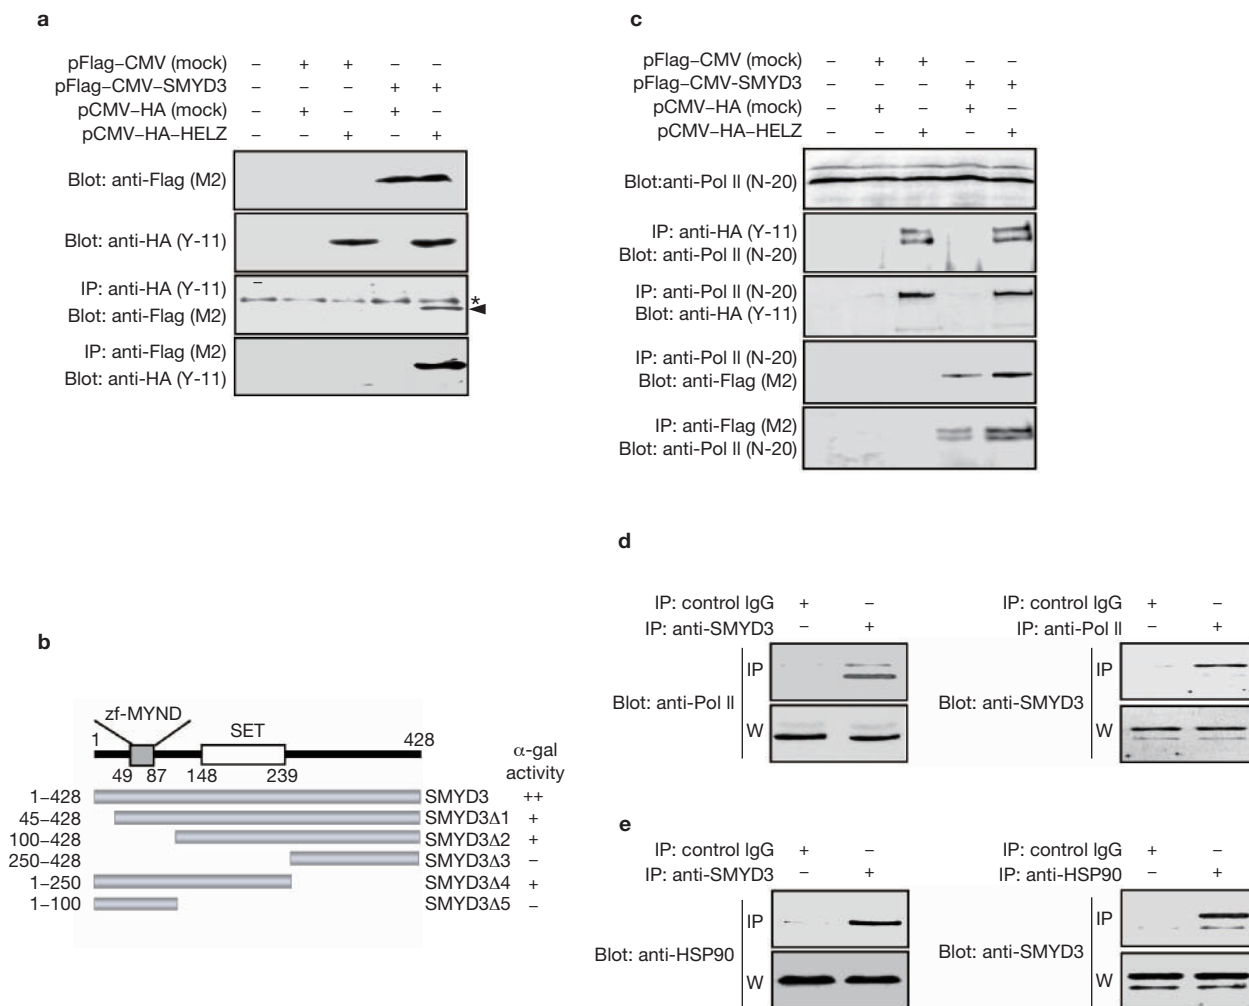 a
pFlag–CMV (mock) – + + – –
pFlag–CMV–SMYD3 – – – + +
pCMV–HA (mock) – + – + –
pCMV–HA–HELZ – – + – +
Blot: anti-Flag (M2)
Blot: anti-HA (Y-11)
IP: anti-HA (Y-11)
Blot: anti-Flag (M2)
*
IP: anti-Flag (M2)
Blot: anti-HA (Y-11)
c
pFlag–CMV (mock) – + + – –
pFlag–CMV-SMYD3 – – – + +
pCMV–HA (mock) – + – + –
pCMV–HA–HELZ – – + – +
Blot:anti-Pol II (N-20)
IP: anti-HA (Y-11)
Blot: anti-Pol II (N-20)
IP: anti-Pol II (N-20)
Blot: anti-HA (Y-11)
IP: anti-Pol II (N-20)
Blot: anti-Flag (M2)
IP: anti-Flag (M2)
Blot: anti-Pol II (N-20)
b
zf-MYND
SET
1 428
49 87 148 239
α-gal
activity
1–428 SMYD3 ++
45–428 SMYD3Δ1 +
100–428 SMYD3Δ2 +
250–428 SMYD3Δ3 –
1–250 SMYD3Δ4 +
1–100 SMYD3Δ5 –
d
IP: control IgG + –
IP: anti-SMYD3 – +
Blot: anti-Pol II
IP
W
IP: control IgG + –
IP: anti-Pol II – +
Blot: anti-SMYD3
IP
W
e
IP: control IgG + –
IP: anti-SMYD3 – +
Blot: anti-HSP90
IP
W
IP: control IgG + –
IP: anti-HSP90 – +
Blot: anti-SMYD3
IP
W